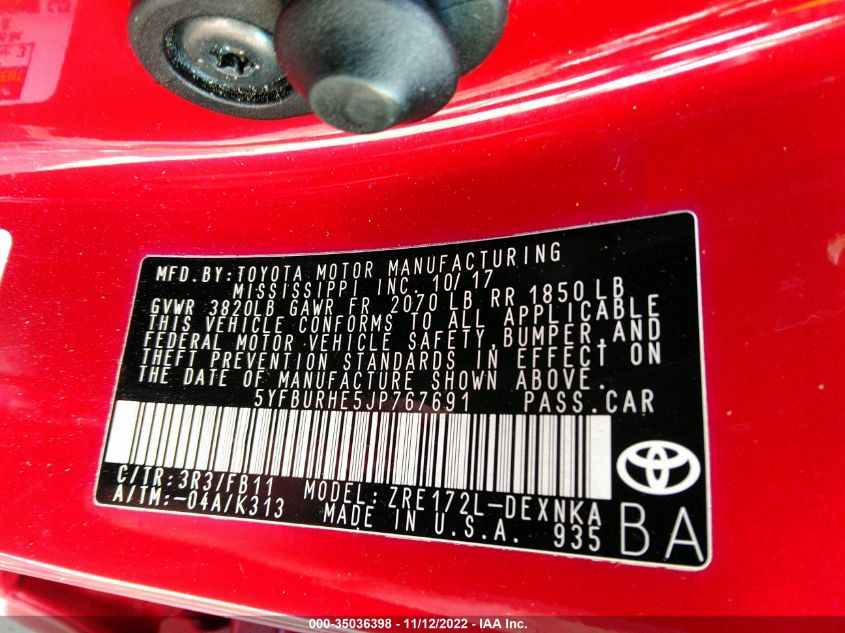 MFD.BY:TOYOTA MOTOR MANUFACTURING
MISSISSIPPI INC. 10/17
GVWR 3820LB GAWR FR 2070 LB RR 1850 LB
THIS VEHICLE CONFORMS TO ALL APPLICABLE
FEDERAL MOTOR VEHICLE SAFETY,BUMPER,AND
THEFT PREVENTION STANDARDS IN EFFECT ON
THE DATE OF MANUFACTURE SHOWN ABOVE.
5YFBURHE5JP767691 PASS.CAR
C/TR:3R3/FB11 MODEL:ZRE172L-DEXNKA
A/TM:-04A/K313 MADE IN U.S.A. 935
BA
000-35036398 - 11/12/2022 - IAA Inc.